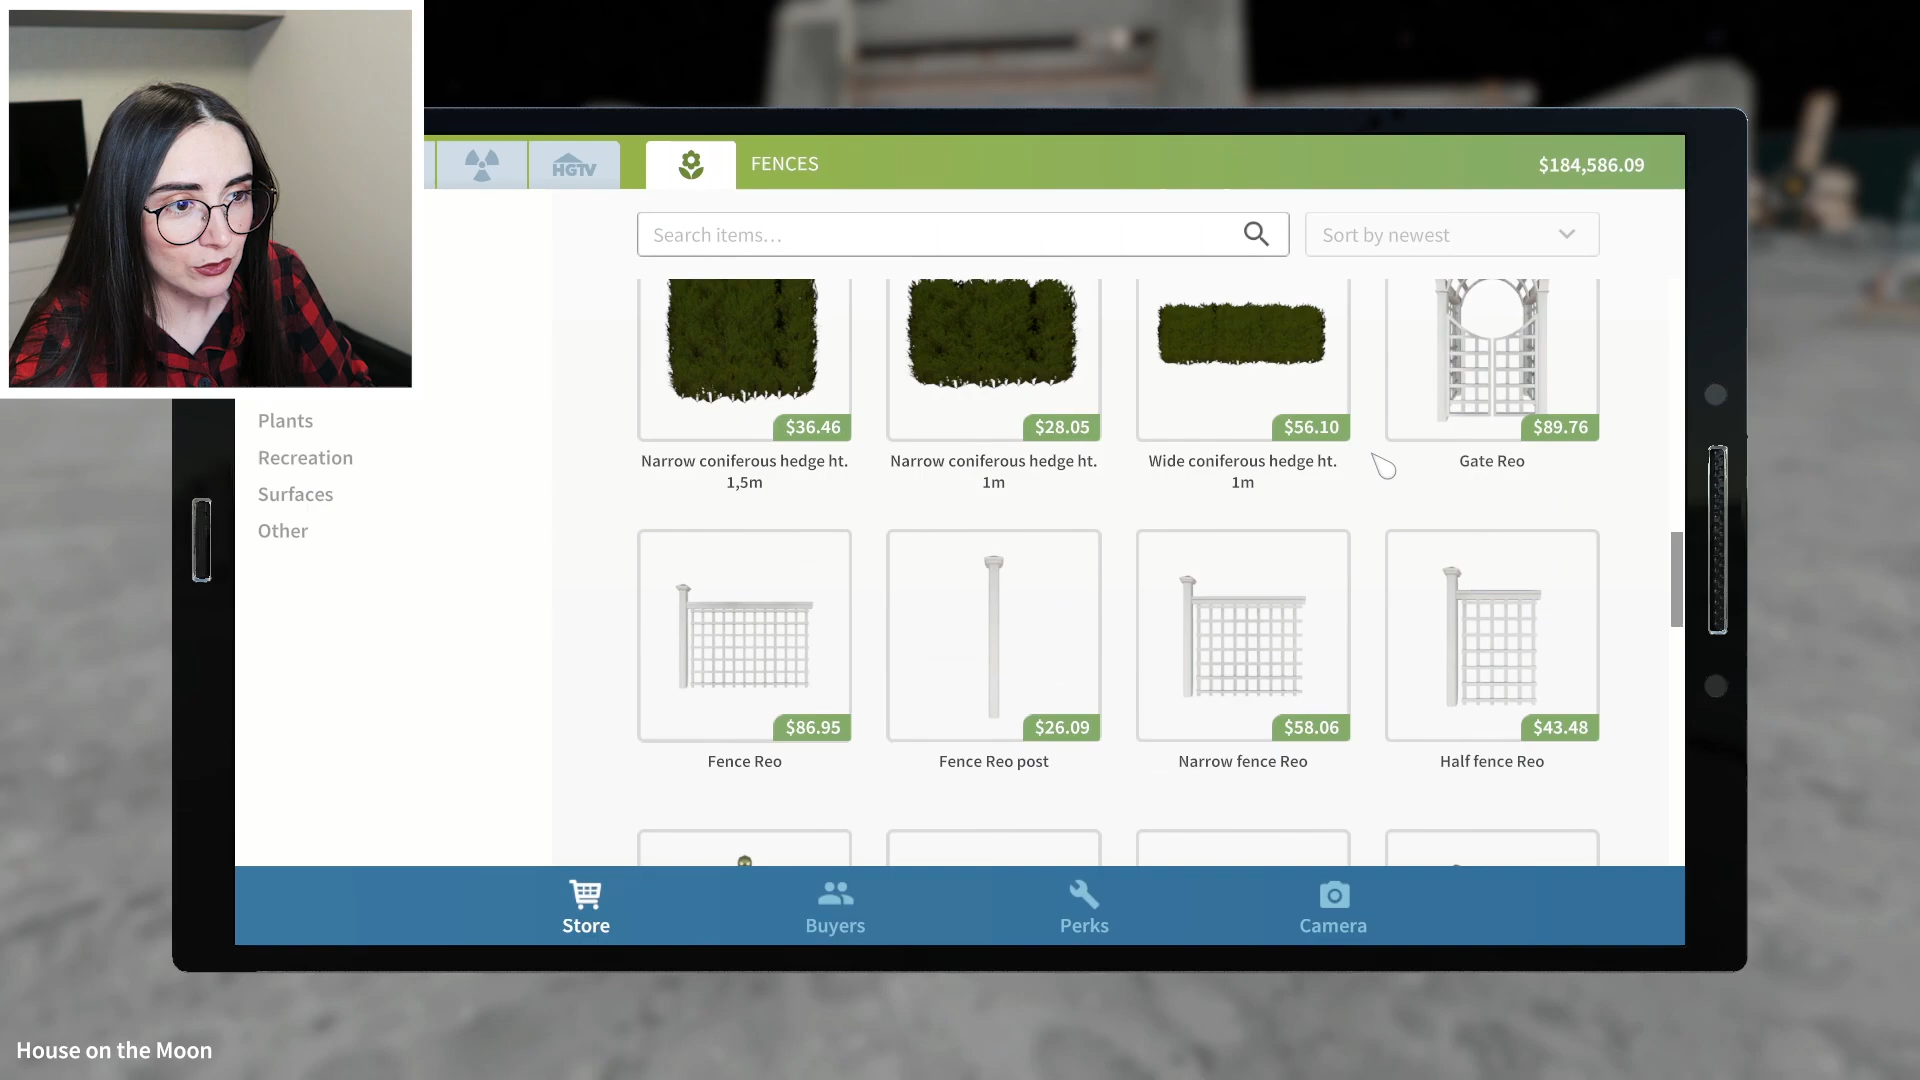 HGTV
FENCES
$184,586.09
Search items...
Sort by newest
Plants
Recreation
Surfaces
Other
$36.46
$28.05
$56.10
$89.76
Narrow coniferous hedge ht.
1,5m
Narrow coniferous hedge ht.
1m
Wide coniferous hedge ht.
1m
Gate Reo
$86.95
$26.09
$58.06
$43.48
Fence Reo
Fence Reo post
Narrow fence Reo
Half fence Reo
Store
Buyers
Perks
Camera
House on the Moon